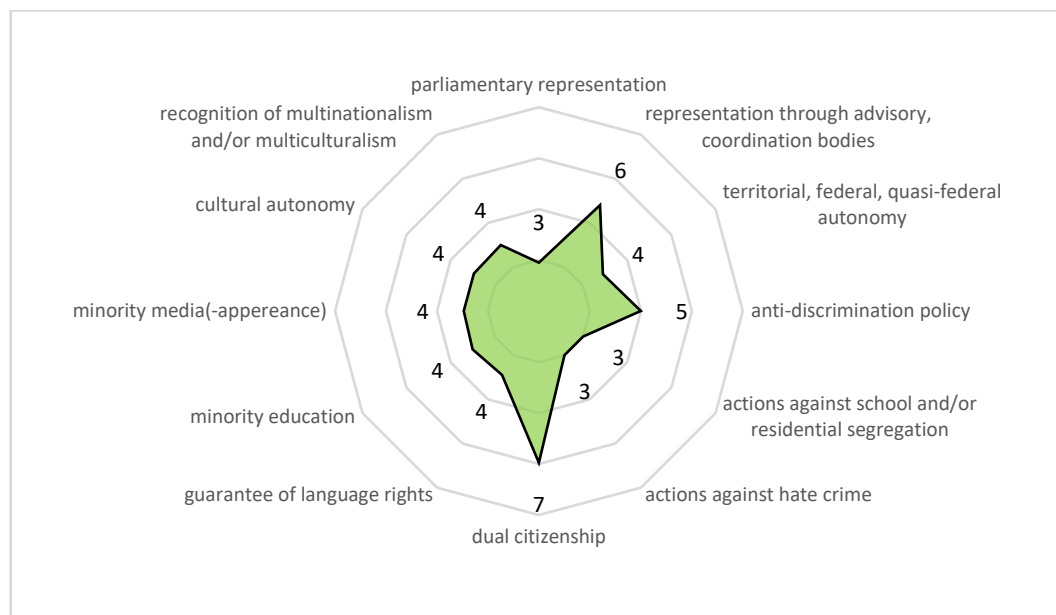 parliamentary representation
recognition of multinationalism
and/or multiculturalism
representation through advisory,
coordination bodies
6
territorial, federal, quasi-federal
autonomy
cultural autonomy
4
3
4
4
minority media(-appereance)
4
5
anti-discrimination policy
3
4
3
4
minority education
actions against school and/or
residential segregation
guarantee of language rights
actions against hate crime
7
dual citizenship